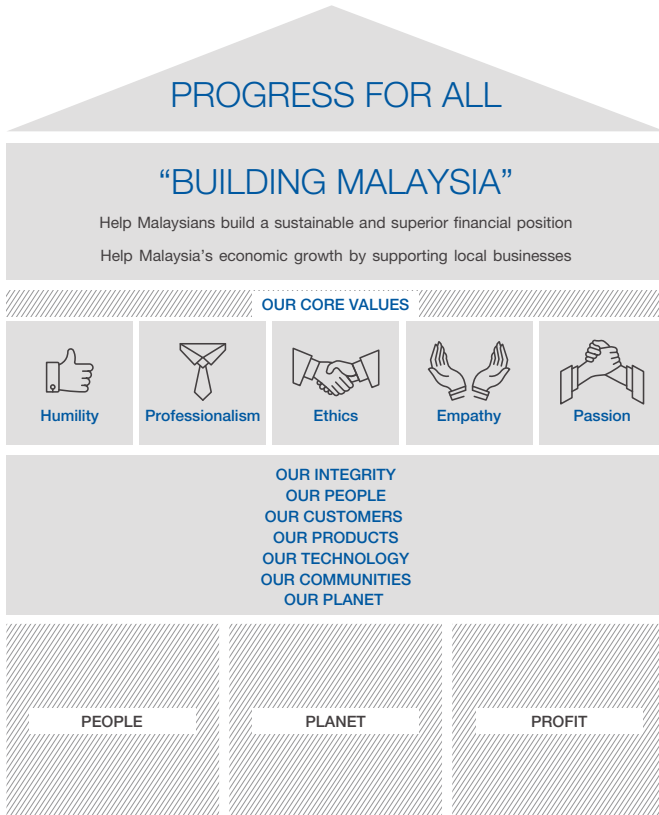 PROGRESS FOR ALL
“BUILDING MALAYSIA”
Help Malaysians build a sustainable and superior financial position
Help Malaysia’s economic growth by supporting local businesses
OUR CORE VALUES
Humility
Professionalism
Ethics
Empathy
Passion
OUR INTEGRITY
OUR PEOPLE
OUR CUSTOMERS
OUR PRODUCTS
OUR TECHNOLOGY
OUR COMMUNITIES
OUR PLANET
PEOPLE
PLANET
PROFIT